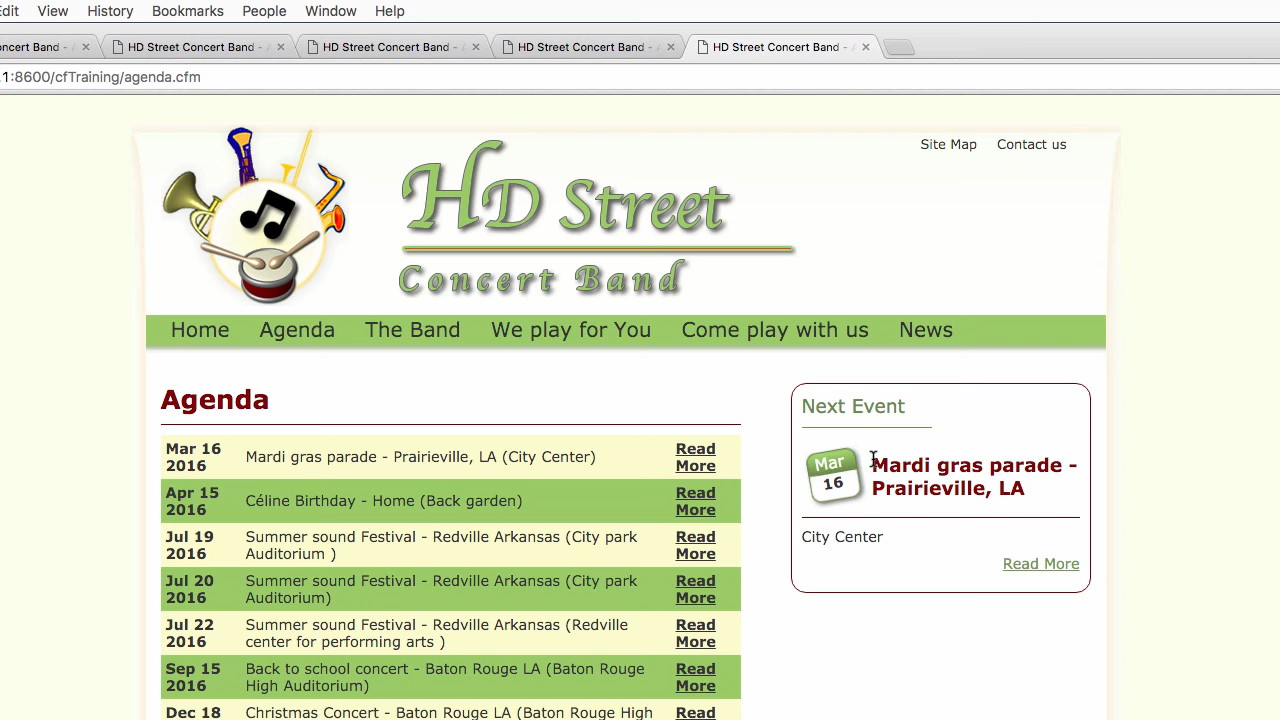 Edit View History Bookmarks People Window Help
ncert Band - HD Street Concert Band - HD Street Concert Band - HD Street Concert Band - HD Street Concert Band -
.1:8600/cfTraining/agenda.cfm
Site Map Contact us
HD Street
Concert Band
Home Agenda The Band We play for You Come play with us News
Agenda
Mar 16
2016
Mardi gras parade - Prairieville, LA (City Center)
Read
More
Apr 15
2016
Céline Birthday - Home (Back garden)
Read
More
Jul 19
2016
Summer sound Festival - Redville Arkansas (City park
Auditorium )
Read
More
Jul 20
2016
Summer sound Festival - Redville Arkansas (City park
Auditorium)
Read
More
Jul 22
2016
Summer sound Festival - Redville Arkansas (Redville
center for performing arts )
Read
More
Sep 15
2016
Back to school concert - Baton Rouge LA (Baton Rouge
High Auditorium)
Read
More
Dec 18
Christmas Concert - Baton Rouge LA (Baton Rouge High
Read
Next Event
Mar
16
Mardi gras parade -
Prairieville, LA
City Center
Read More